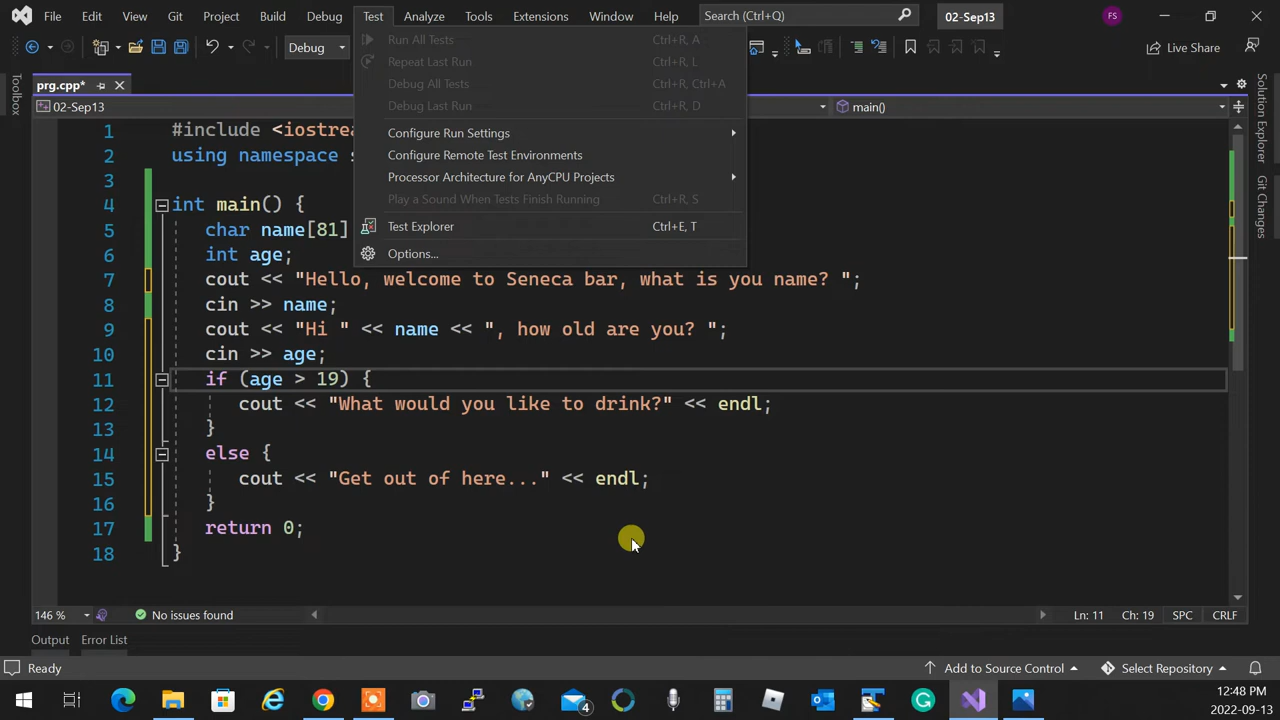 File Edit View Git Project Build Debug Test Analyze Tools Extensions Window Help Search (Ctrl+Q) 02-Sep13 FS
Debug Live Share
Run All Tests Ctrl+R, A
Repeat Last Run Ctrl+R, L
Debug All Tests Ctrl+R, Ctrl+A
Debug Last Run Ctrl+R, D
Configure Run Settings
Configure Remote Test Environments
Processor Architecture for AnyCPU Projects
Play a Sound When Tests Finish Running Ctrl+R, S
Test Explorer Ctrl+E, T
Options...
Toolbox
prg.cpp*
02-Sep13 main()
Solution Explorer
Git Changes
1 #include <iostrea
2 using namespace s
3
4 int main() {
5 char name[81]
6 int age;
7 cout << "Hello, welcome to Seneca bar, what is you name? ";
8 cin >> name;
9 cout << "Hi " << name << ", how old are you? ";
10 cin >> age;
11 if (age > 19) {
12 cout << "What would you like to drink?" << endl;
13 }
14 else {
15 cout << "Get out of here..." << endl;
16 }
17 return 0;
18 }
146 % No issues found Ln: 11 Ch: 19 SPC CRLF
Output Error List
Ready Add to Source Control Select Repository
4
12:48 PM
2022-09-13